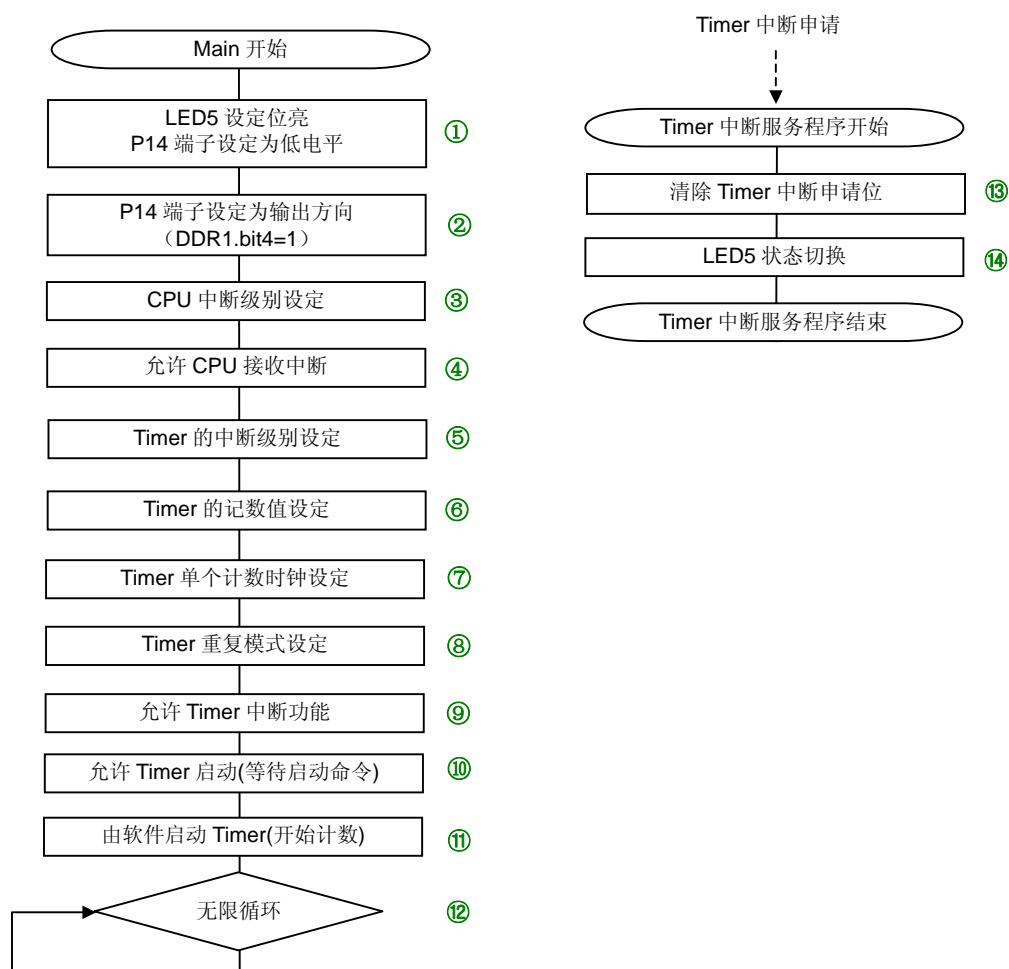 Main 开始
LED5 设定位亮
P14 端子设定为低电平
①
P14 端子设定为输出方向
（DDR1.bit4=1）
②
CPU 中断级别设定
③
允许 CPU 接收中断
④
Timer 的中断级别设定
⑤
Timer 的记数值设定
⑥
Timer 单个计数时钟设定
⑦
Timer 重复模式设定
⑧
允许 Timer 中断功能
⑨
允许 Timer 启动(等待启动命令)
⑩
由软件启动 Timer(开始计数)
⑪
无限循环
⑫
Timer 中断申请
Timer 中断服务程序开始
清除 Timer 中断申请位
⑬
LED5 状态切换
⑭
Timer 中断服务程序结束